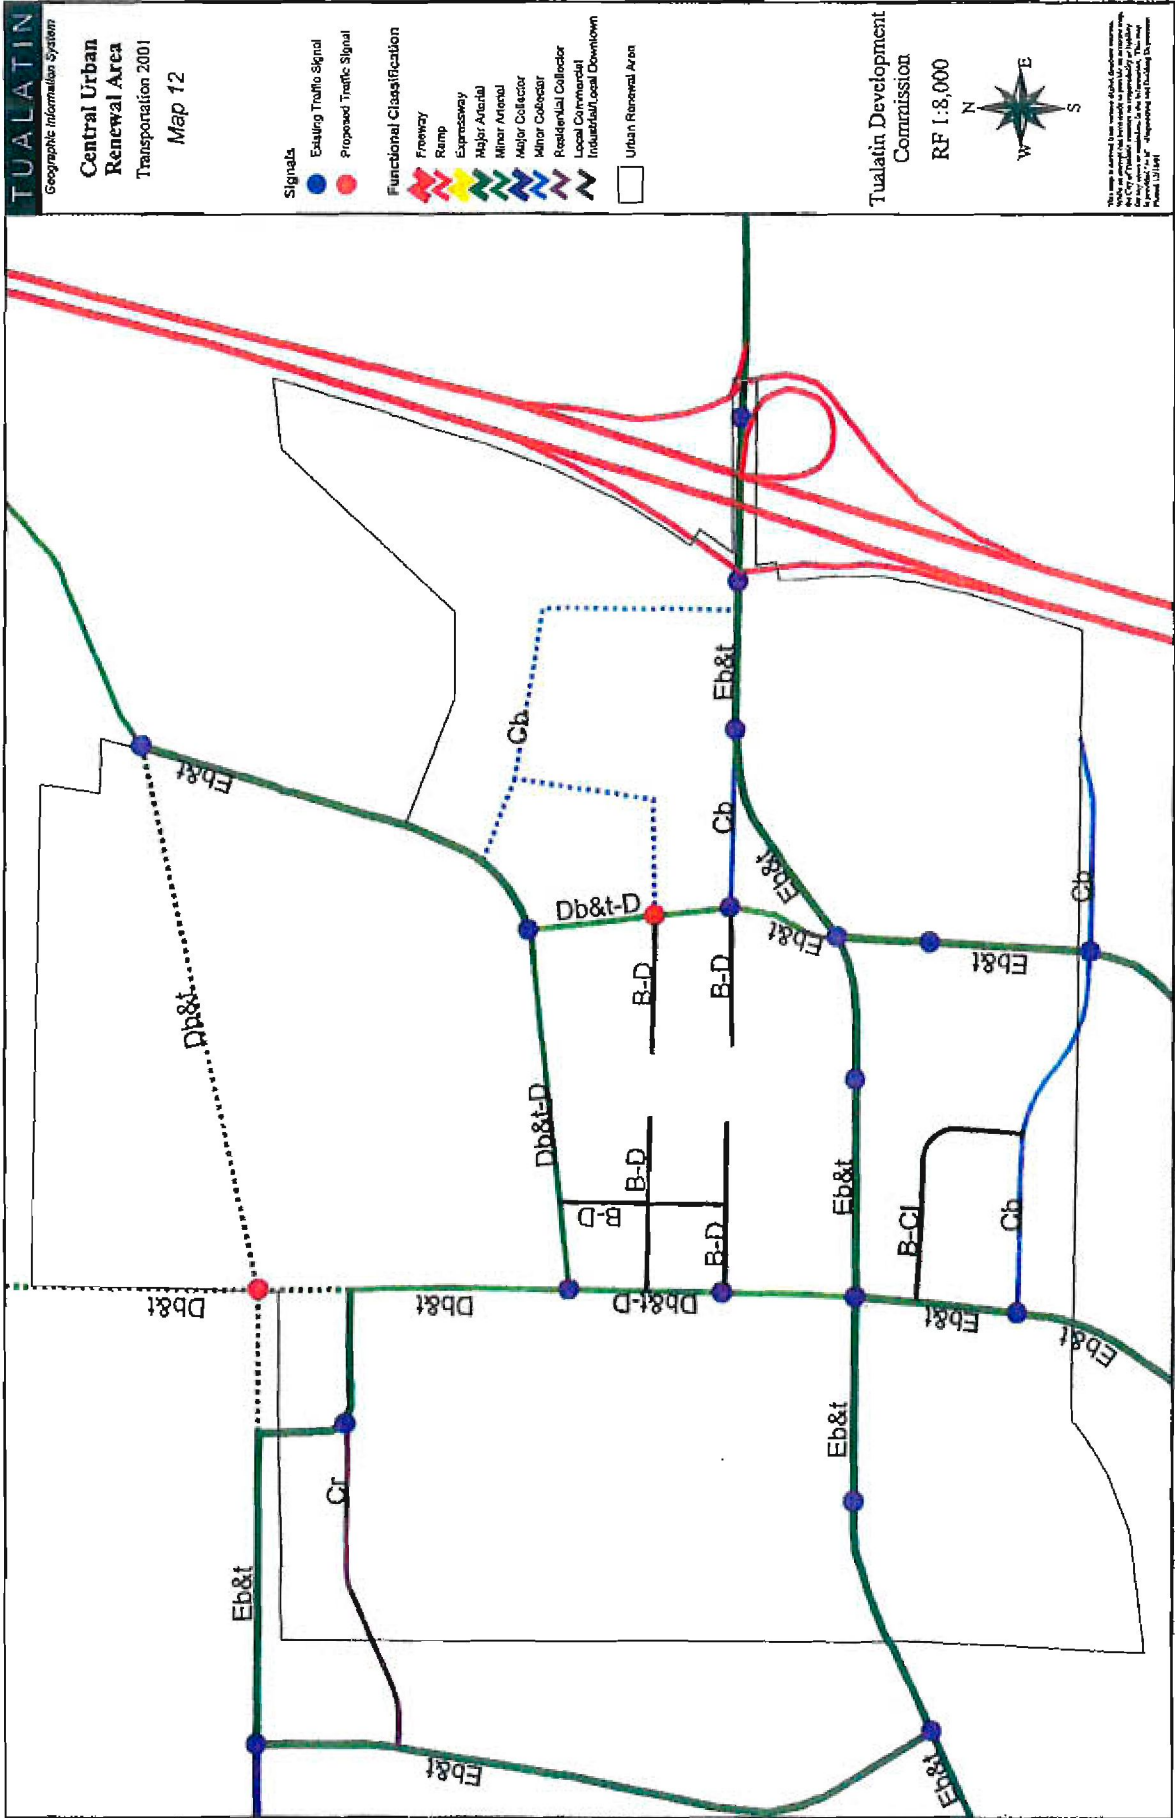 TUALATIN
Geographic Information System
Central Urban
Renewal Area
Transportation 2001
Map 12
Signals
Existing Traffic Signal
Proposed Traffic Signal
Functional Classification
Freeway
Ramp
Expressway
Major Arterial
Minor Arterial
Major Collector
Minor Collector
Residential Collector
Local Commercial
Industrial/Local Downtown
Urban Renewal Area
Tualatin Development
Commission
RF 1:8,000
N
W
E
S
Eb&t
Db&t
Db&t
Db&t
Eb&t
Cr
Eb&t
Cb
Db&t-D
Db&t-D
Db&t-D
B-D
B-D
B-D
B-D
B-D
Eb&t
Cb
Eb&t
Eb&t
Eb&t
Eb&t
Eb&t
B-CI
Cb
Cb
Eb&t
Eb&t
Eb&t